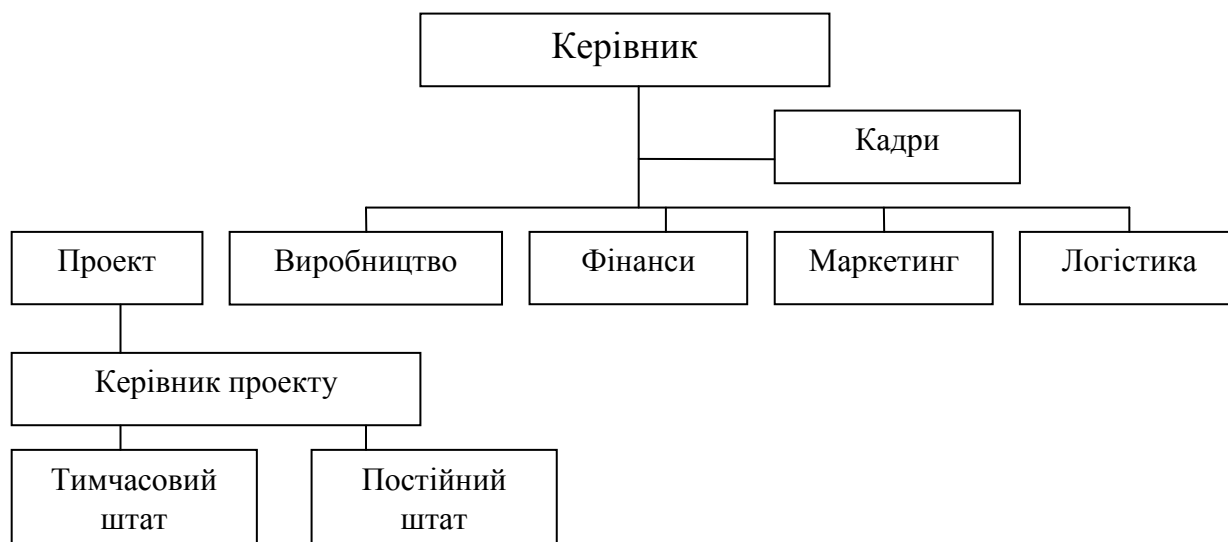 Керівник
Кадри
Проект
Виробництво
Фінанси
Маркетинг
Логістика
Керівник проекту
Тимчасовий
штат
Постійний
штат